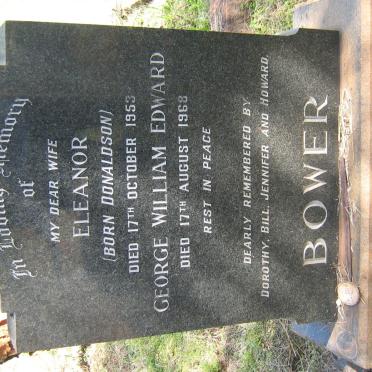 In Loving Memory
of
MY DEAR WIFE
ELEANOR
(BORN DONALDSON)
DIED 17TH OCTOBER 1953
GEORGE WILLIAM EDWARD
DIED 17TH AUGUST 1968
REST IN PEACE
DEARLY REMEMBERED BY
DOROTHY, BILL, JENNIFER AND HOWARD.
BOWER